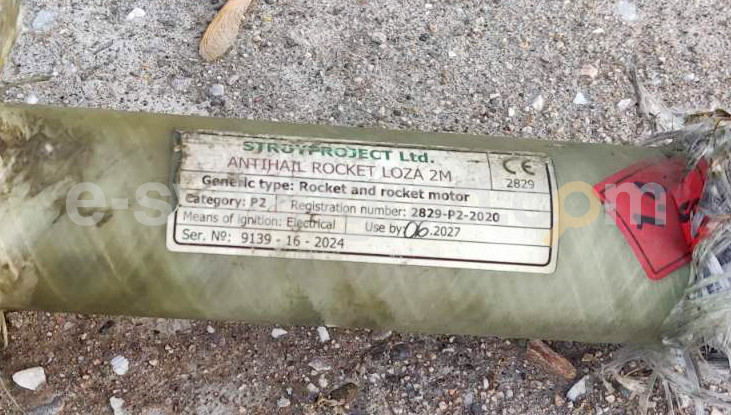 STROYPROJECT Ltd.
ANTIHAIL ROCKET LOZA 2M
CE
2829
Generic type: Rocket and rocket motor
Category: P2
Registration number: 2829-P2-2020
Means of ignition: Electrical
Use by: 06.2027
Ser. Nº: 9139 - 16 - 2024